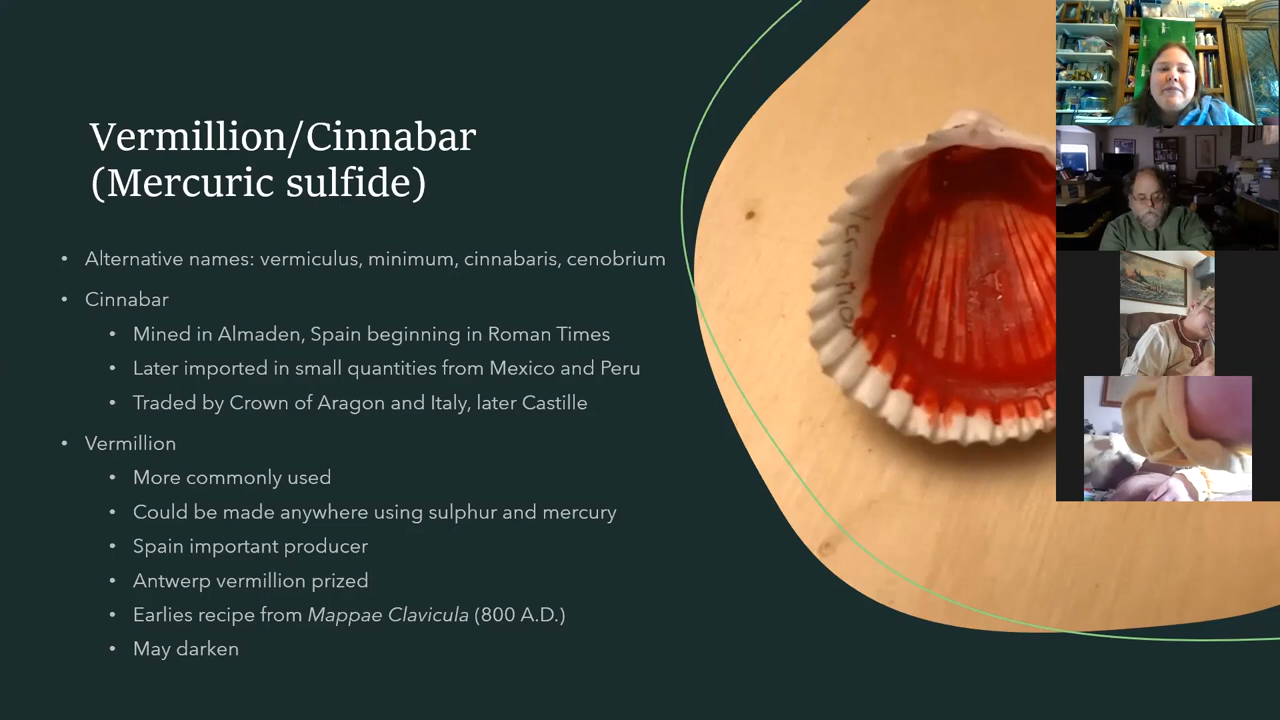 Vermillion/Cinnabar
(Mercuric sulfide)
• Alternative names: vermiculus, minimum, cinnabaris, cenobrium
• Cinnabar
• Mined in Almaden, Spain beginning in Roman Times
• Later imported in small quantities from Mexico and Peru
• Traded by Crown of Aragon and Italy, later Castille
• Vermillion
• More commonly used
• Could be made anywhere using sulphur and mercury
• Spain important producer
• Antwerp vermillion prized
• Earlies recipe from Mappae Clavicula (800 A.D.)
• May darken